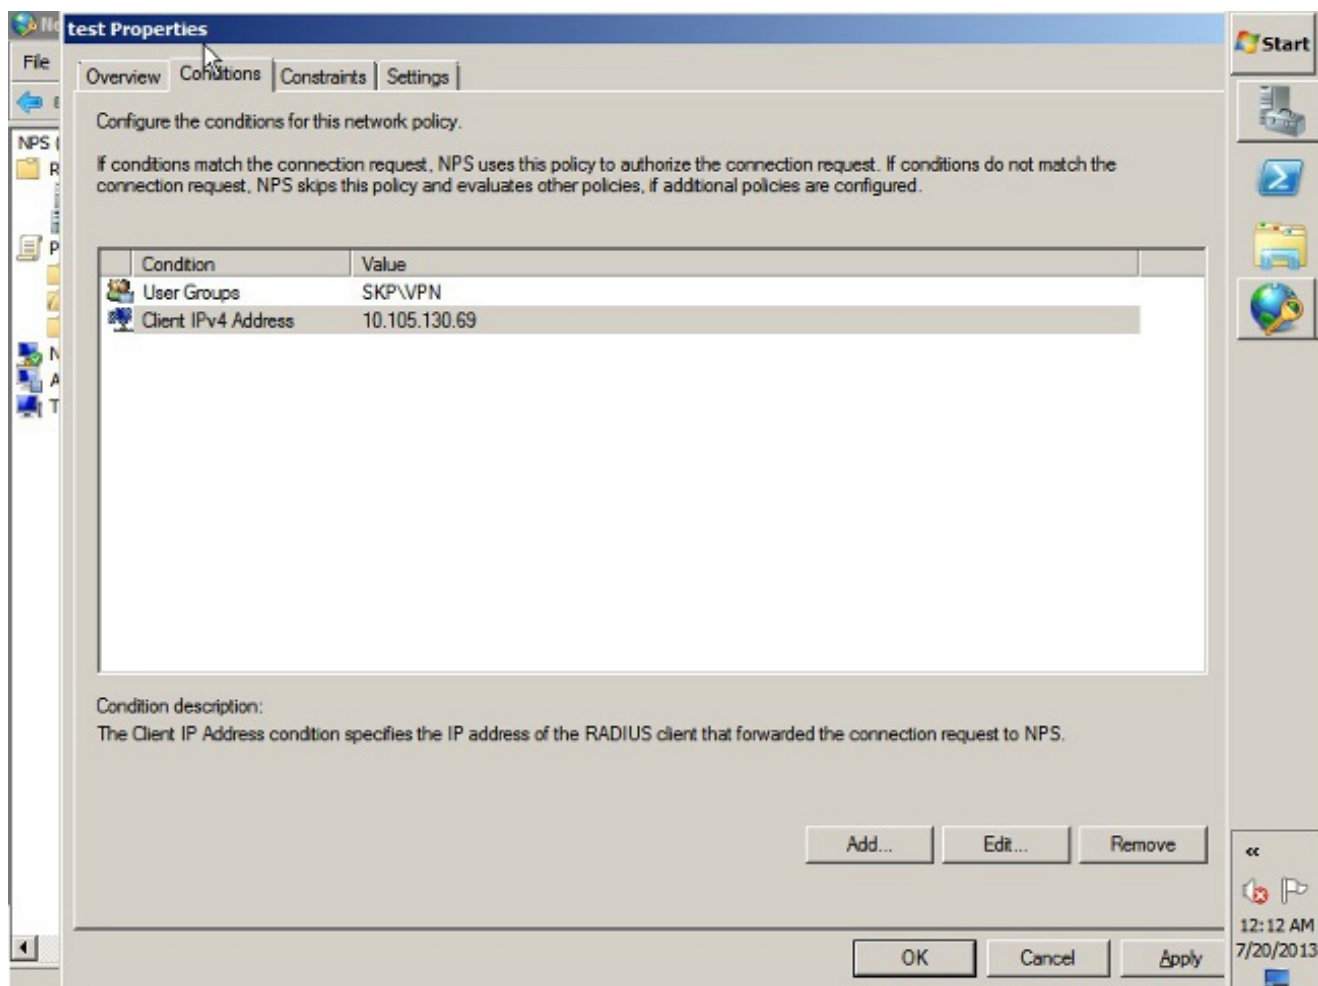 test Properties
File
Overview Conditions Constraints Settings
Start
Configure the conditions for this network policy.
NPS (
If conditions match the connection request, NPS uses this policy to authorize the connection request. If conditions do not match the
connection request, NPS skips this policy and evaluates other policies, if additional policies are configured.
R
P
N
A
T
Condition Value
User Groups SKP\VPN
Client IPv4 Address 10.105.130.69
Condition description:
The Client IP Address condition specifies the IP address of the RADIUS client that forwarded the connection request to NPS.
Add... Edit... Remove
OK Cancel Apply
12:12 AM
7/20/2013